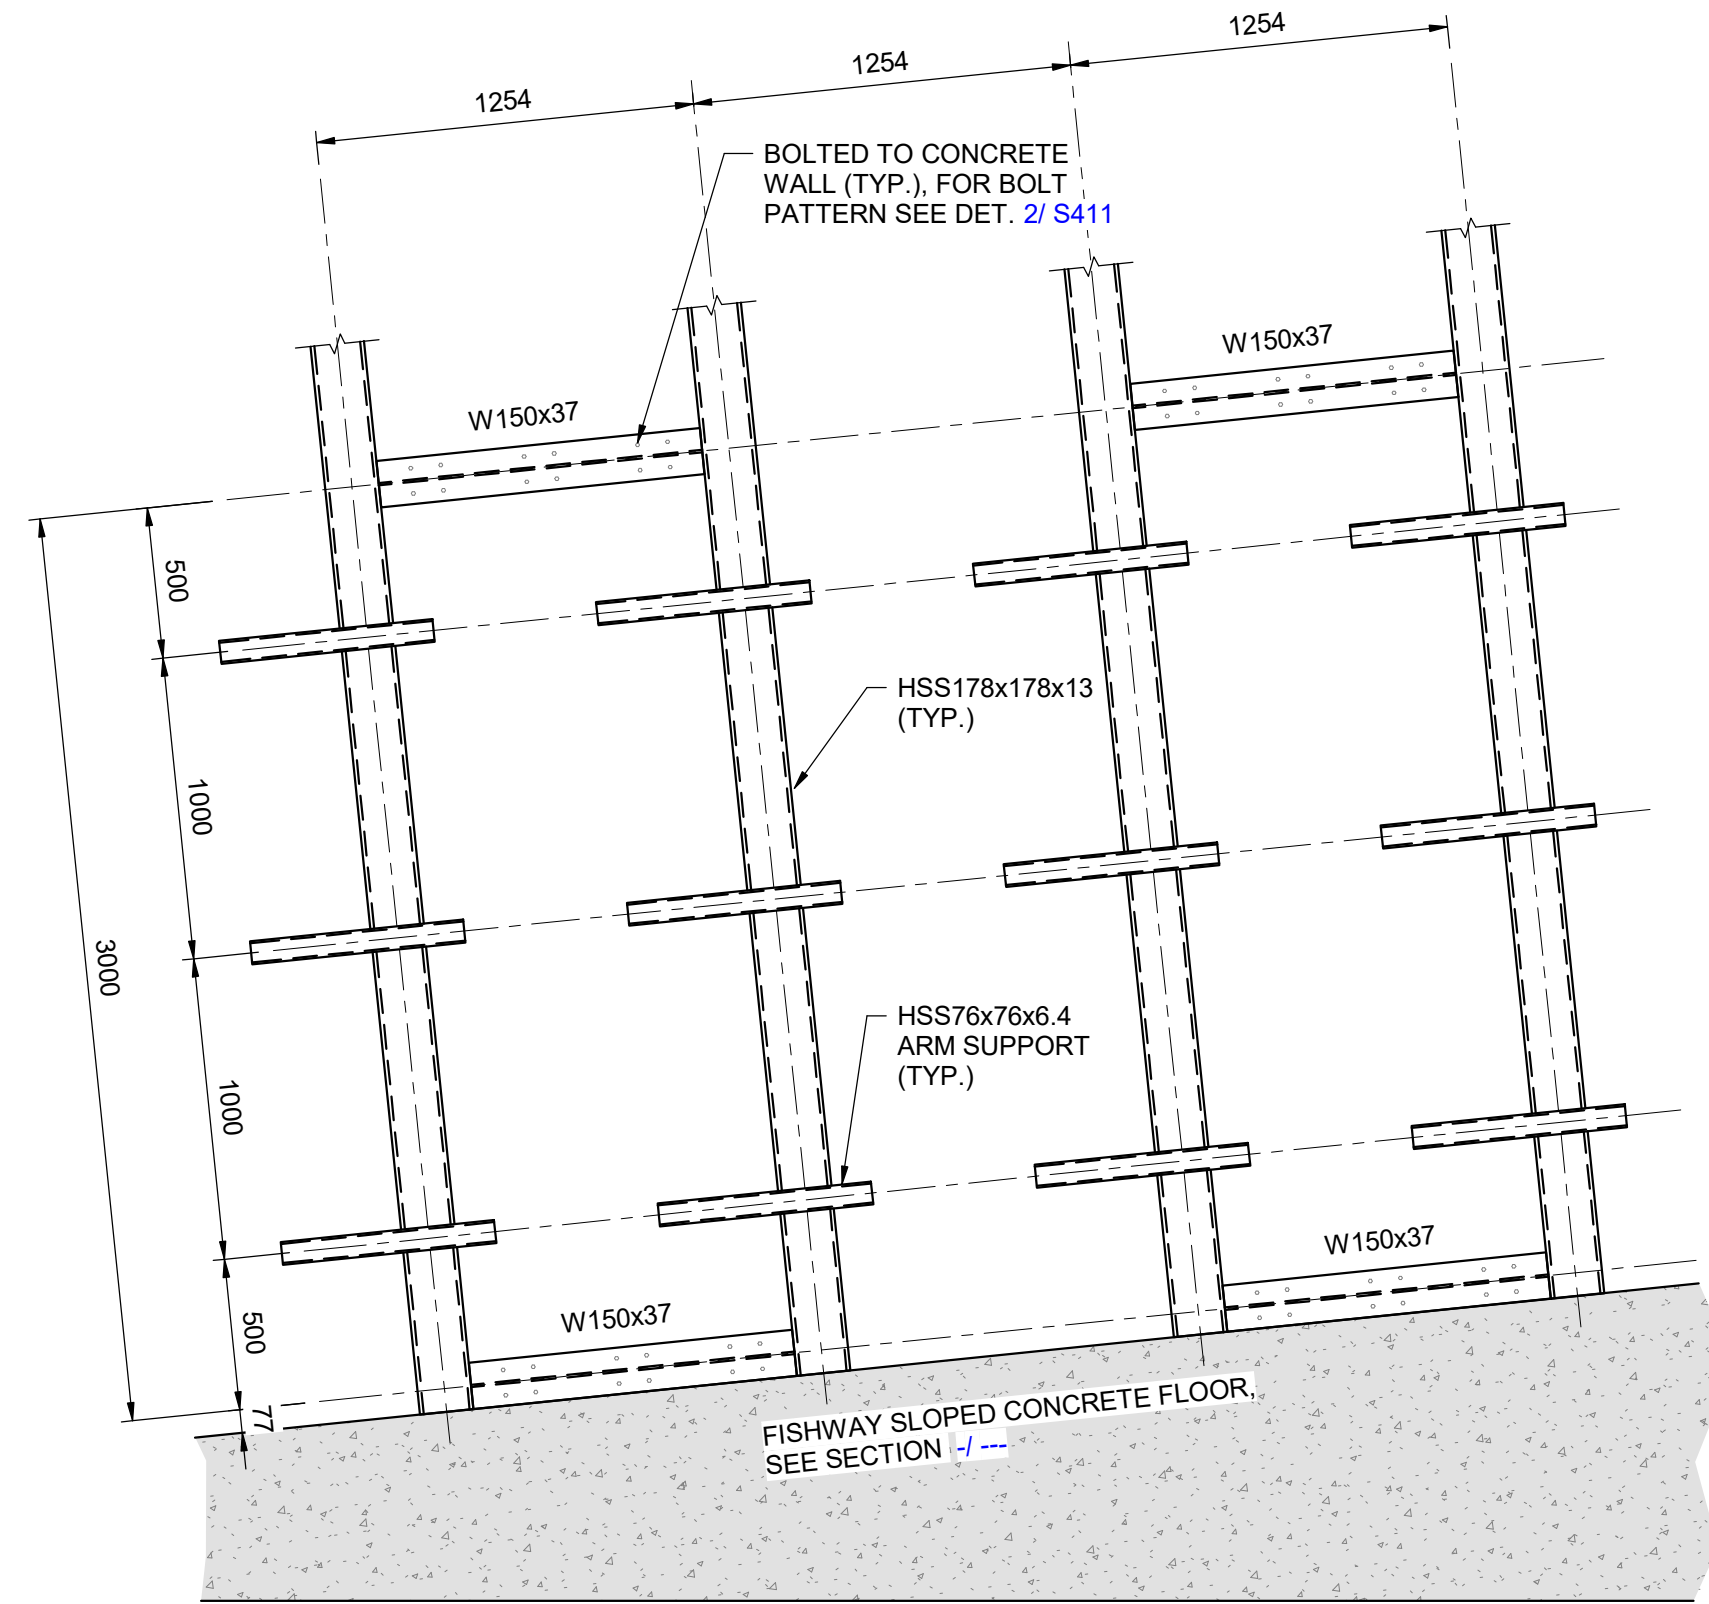 1254
1254
1254
BOLTED TO CONCRETE
WALL (TYP.), FOR BOLT
PATTERN SEE DET. 2/ S411
W150x37
W150x37
500
HSS178x178x13
(TYP.)
1000
3000
HSS76x76x6.4
ARM SUPPORT
(TYP.)
1000
W150x37
W150x37
500
77
FISHWAY SLOPED CONCRETE FLOOR,
SEE SECTION -/ ---